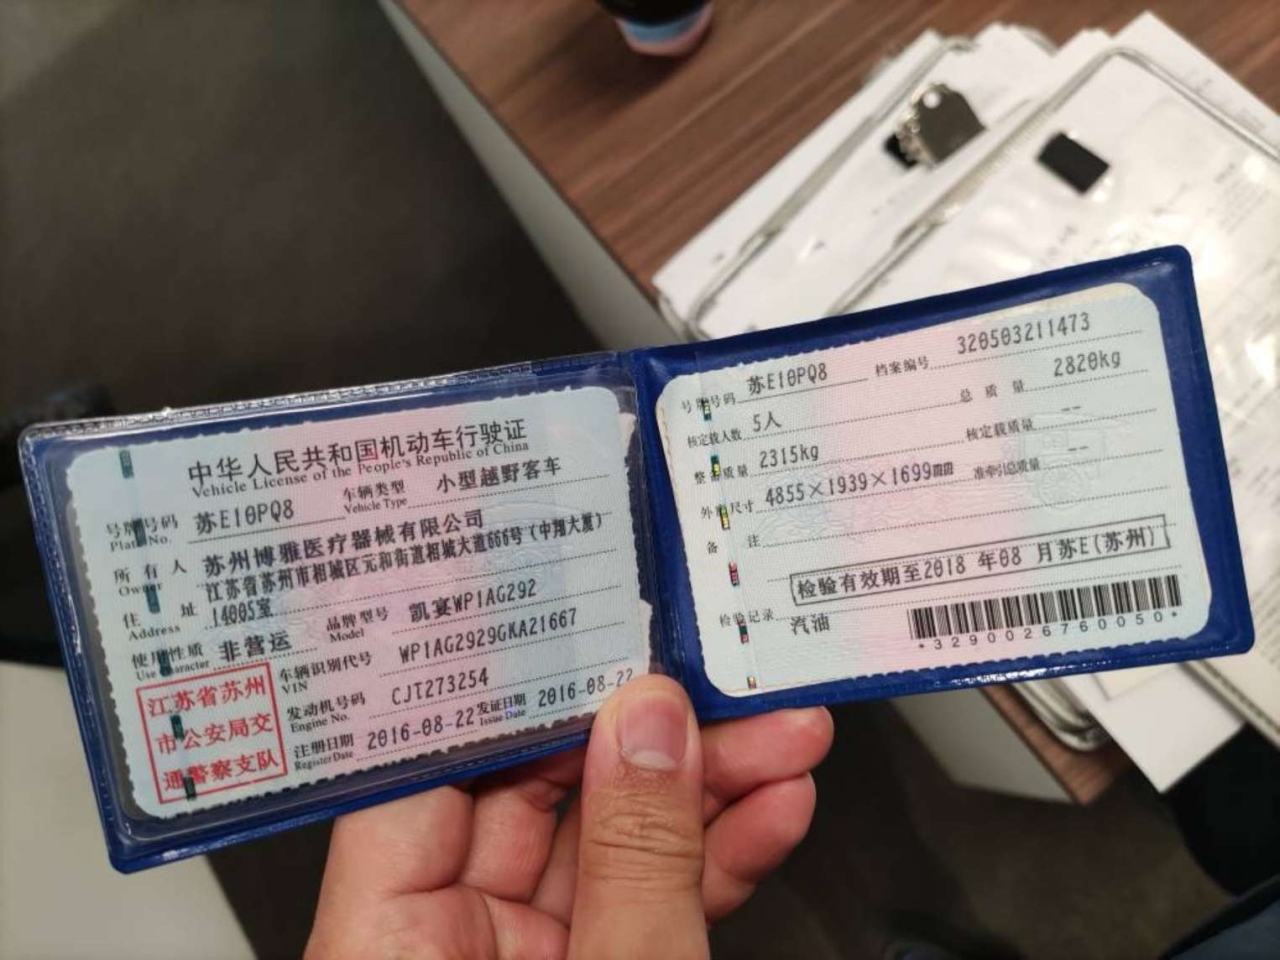 中华人民共和国机动车行驶证
Vehicle License of the People's Republic of China
号牌号码 苏E10PQ8 车辆类型 小型越野客车
Plate No. Vehicle Type
所有人 苏州博雅医疗器械有限公司
Owner
住址 江苏省苏州市相城区元和街道相城大道666号(中翔大厦)
Address 14005室
使用性质 非营运 品牌型号 凯宴WP1AG292
Use Character Model
车辆识别代号 WP1AG2929GKA21667
VIN
发动机号码 CJT273254
Engine No.
注册日期 2016-08-22 发证日期 2016-08-22
Register Date Issue Date
江苏省苏州
市公安局交
通警察支队
号牌号码 苏E10PQ8 档案编号 320503211473
核定载人数 5人 总质量 2820kg
整备质量 2315kg 核定载质量 --
外廓尺寸 4855×1939×1699mm 准牵引总质量 --
备注
检验有效期至2018 年08 月苏E(苏州)
检验记录 汽油
*3290026760050*